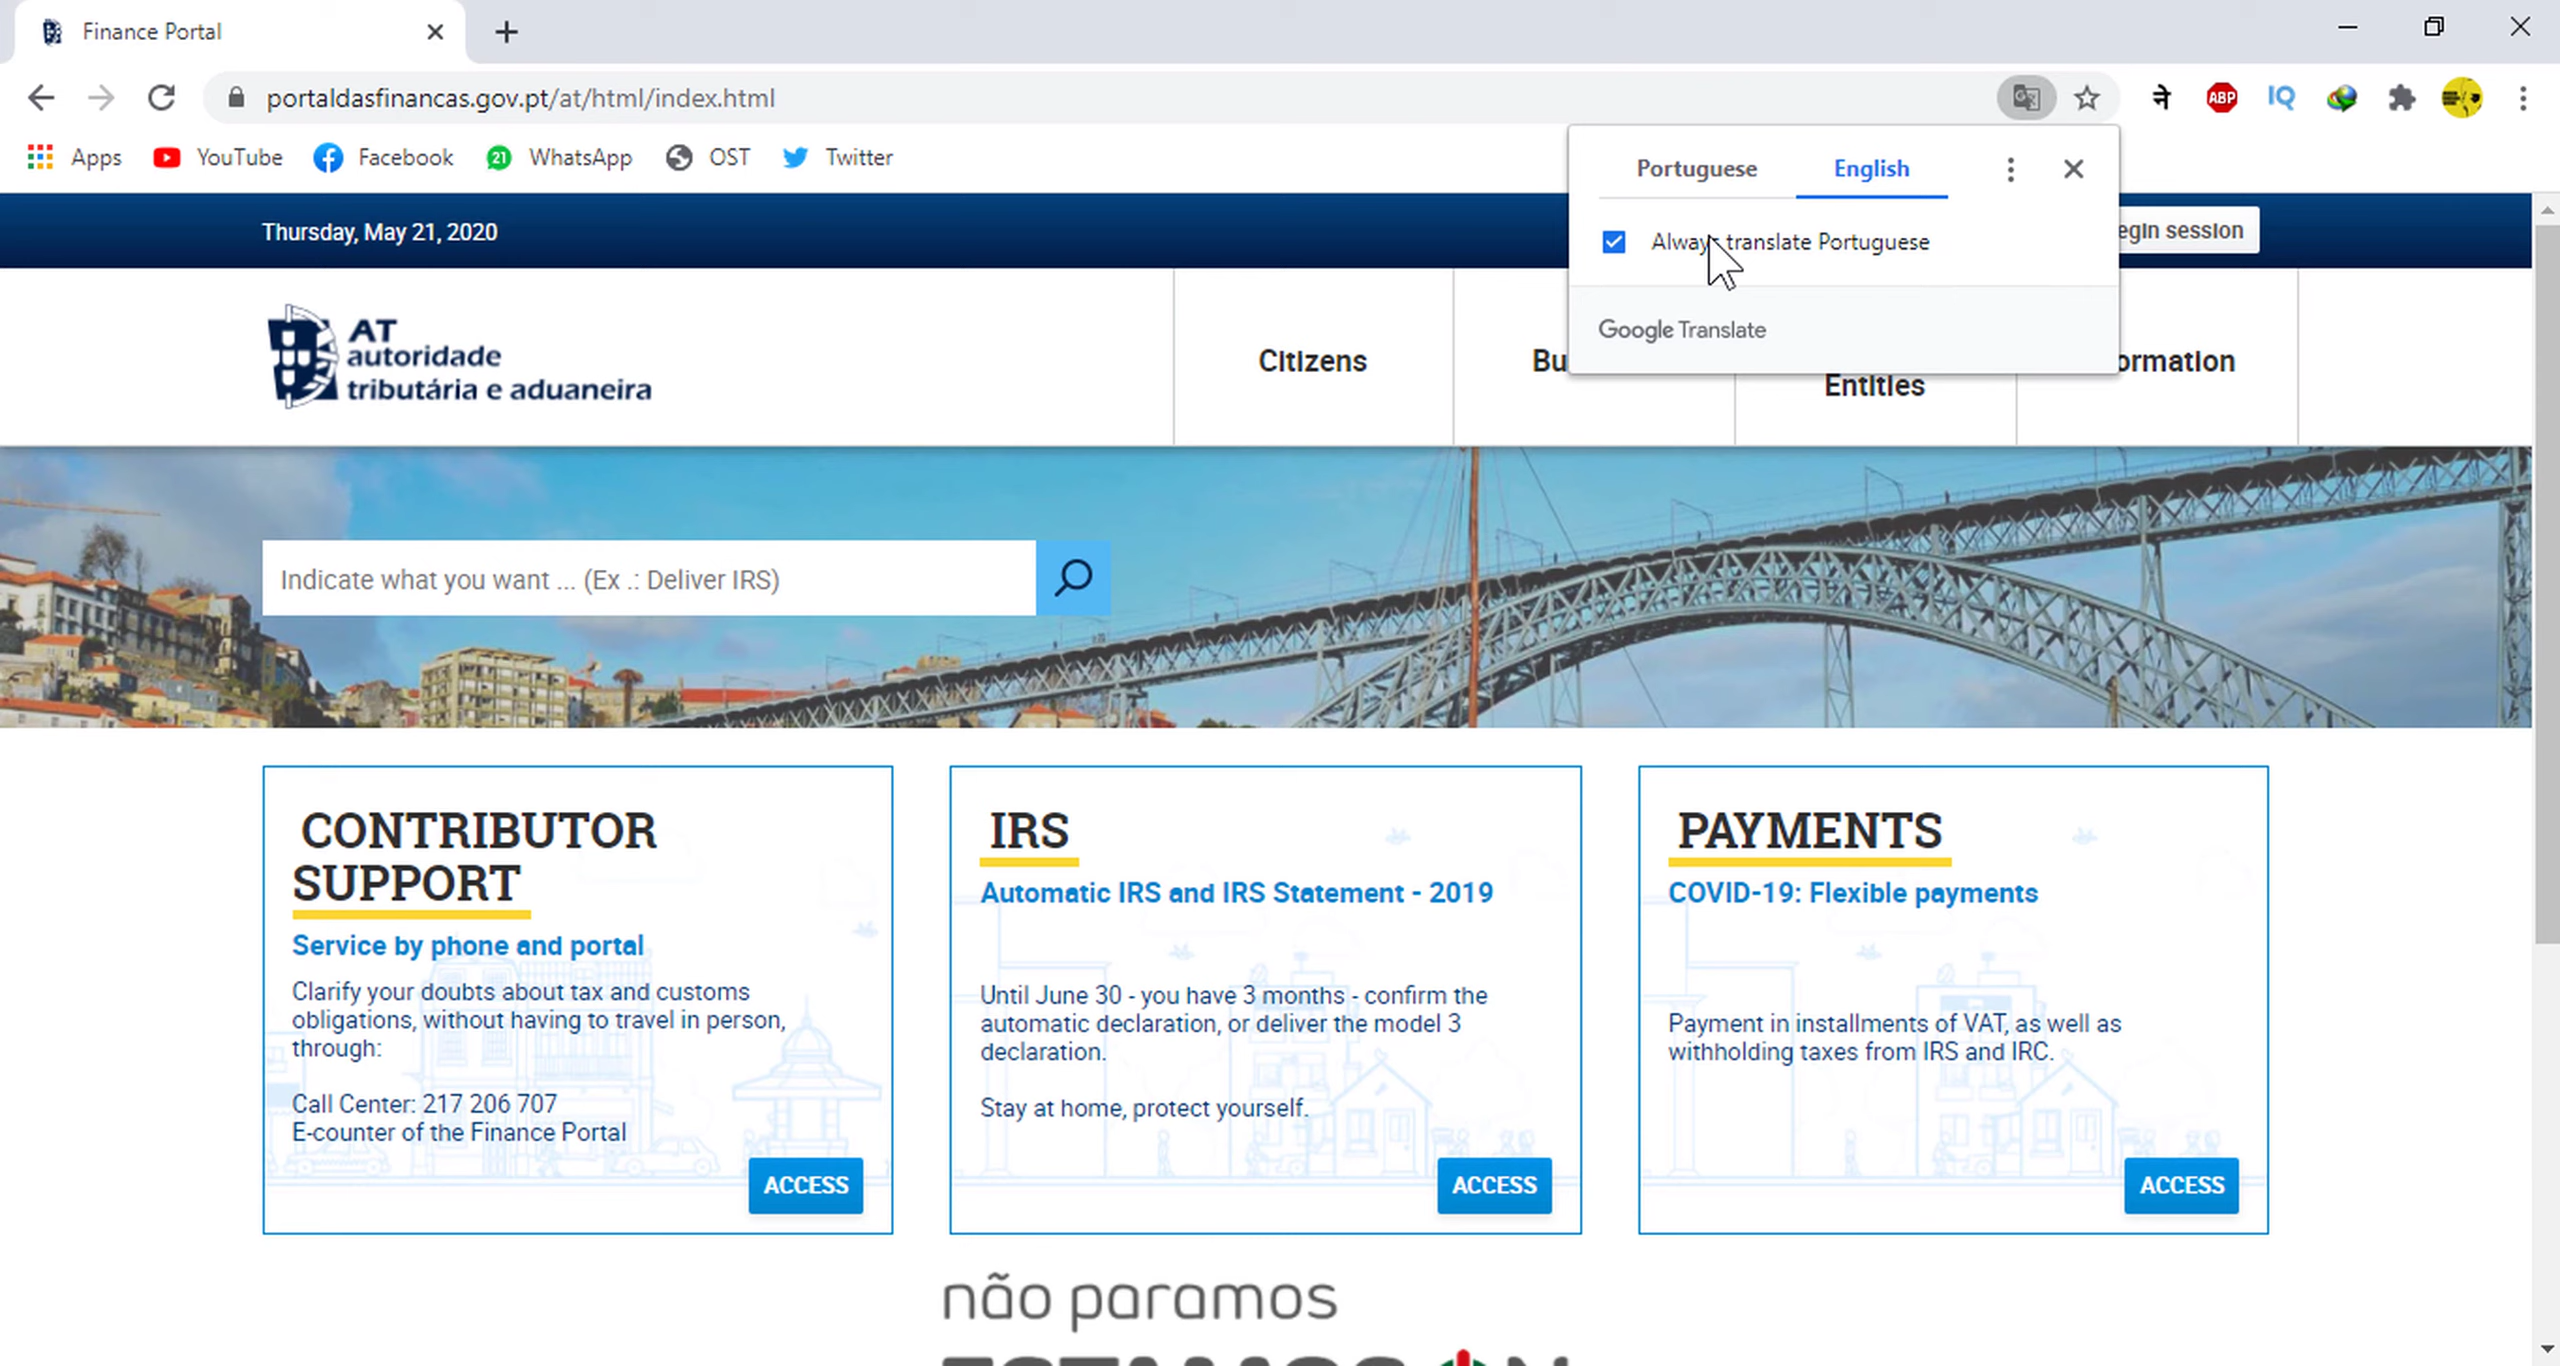 Finance Portal
portaldasfinancas.gov.pt/at/html/index.html
ने
ABP
IQ
Apps
YouTube
21
Facebook
WhatsApp
OST
Twitter
Portuguese
English
Always translate Portuguese
Google Translate
Thursday, May 21, 2020
egin session
AT
autoridade
tributária e aduaneira
Citizens
Bu
Entities
ormation
Indicate what you want ... (Ex .: Deliver IRS)
CONTRIBUTOR
SUPPORT
Service by phone and portal
Clarify your doubts about tax and customs
obligations, without having to travel in person,
through:
Call Center: 217 206 707
E-counter of the Finance Portal
ACCESS
IRS
Automatic IRS and IRS Statement - 2019
Until June 30 - you have 3 months - confirm the
automatic declaration, or deliver the model 3
declaration.
Stay at home, protect yourself.
ACCESS
PAYMENTS
COVID-19: Flexible payments
Payment in installments of VAT, as well as
withholding taxes from IRS and IRC.
ACCESS
não paramos
ESTAMOS ON